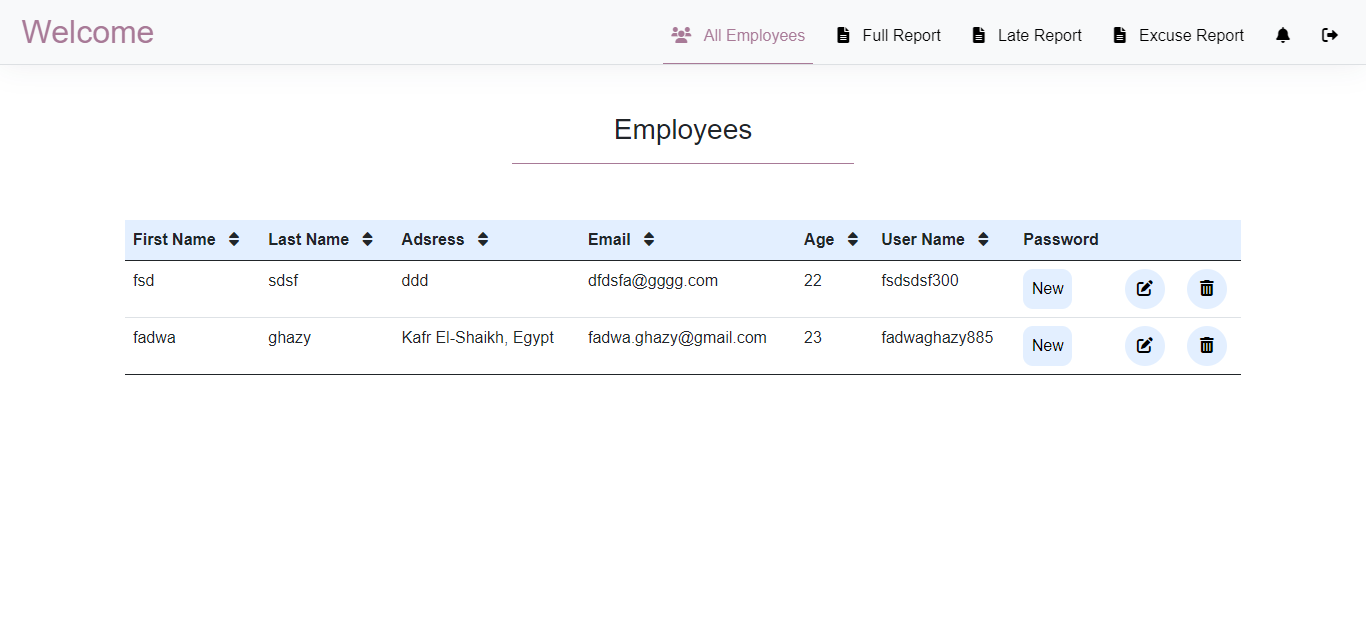 Welcome
All Employees Full Report Late Report Excuse Report
Employees
First Name Last Name Adsress Email Age User Name Password
fsd sdsf ddd dfdsfa@gggg.com 22 fsdsdsf300 New
fadwa ghazy Kafr El-Shaikh, Egypt fadwa.ghazy@gmail.com 23 fadwaghazy885 New